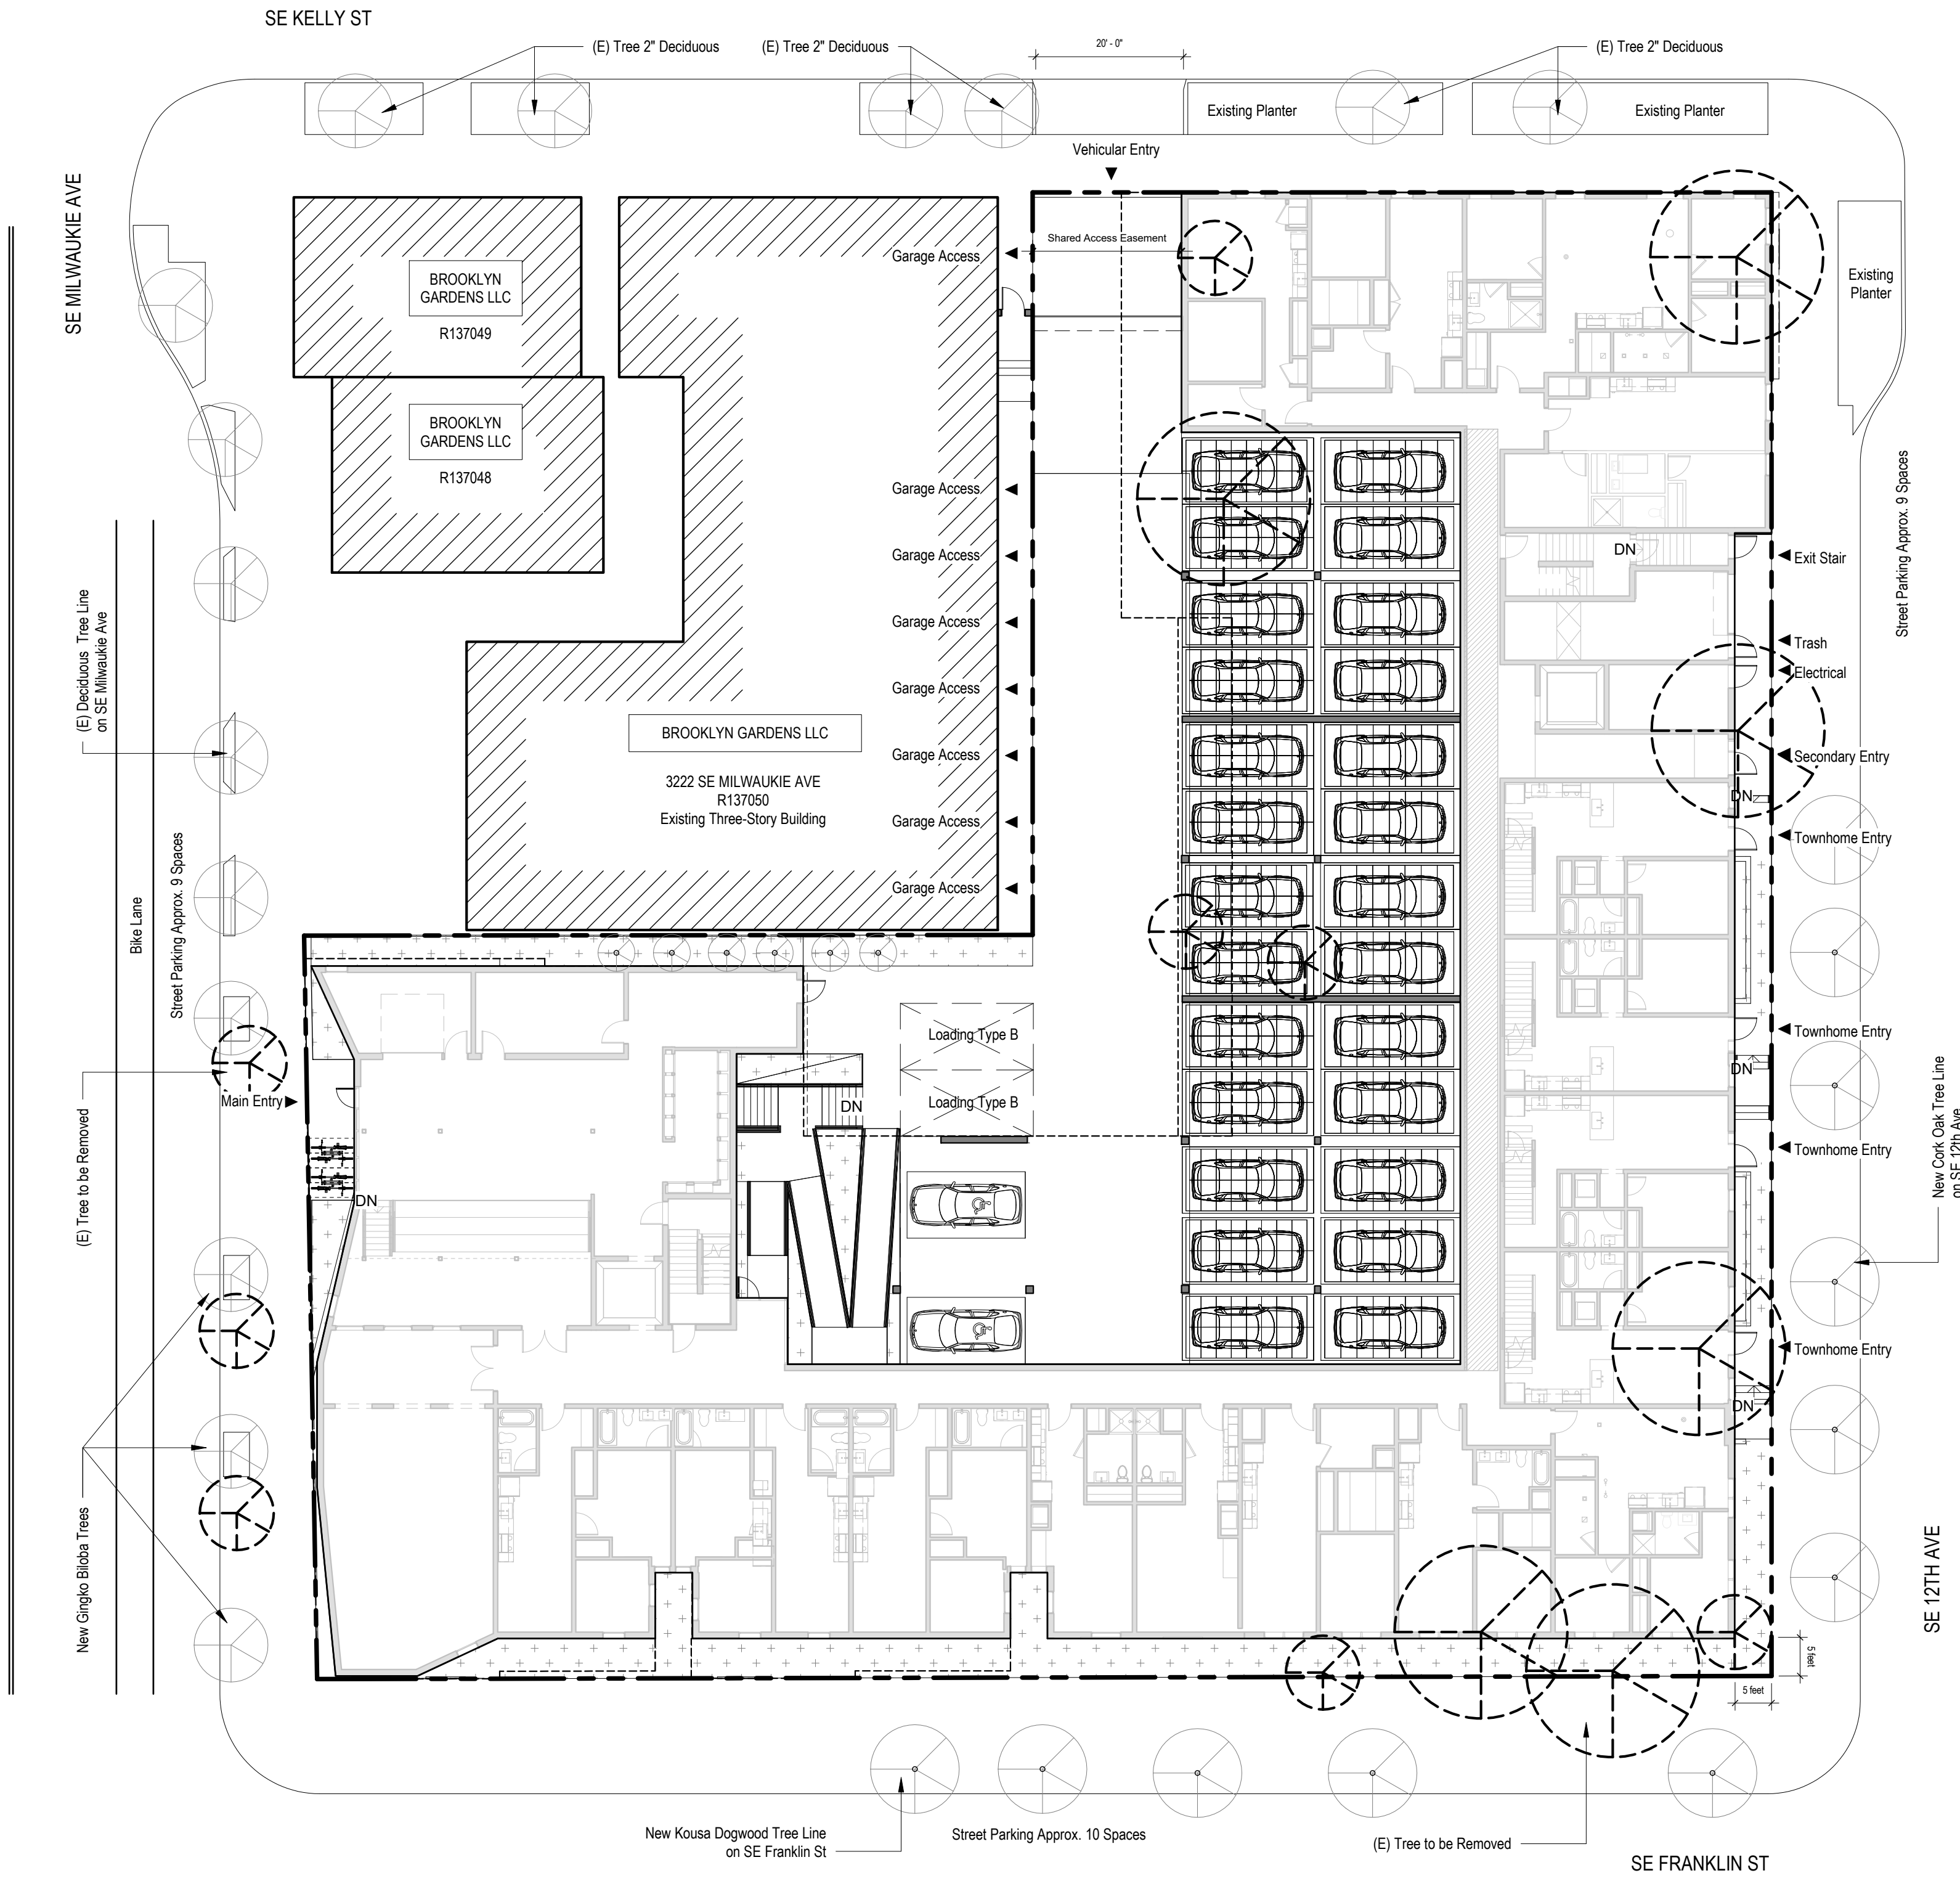 SE KELLY ST
(E) Tree 2" Deciduous
(E) Tree 2" Deciduous
20' - 0"
(E) Tree 2" Deciduous
Existing Planter
Existing Planter
Vehicular Entry
SE MILWAUKIE AVE
Shared Access Easement
Garage Access
BROOKLYN
GARDENS LLC
R137049
Existing
Planter
BROOKLYN
GARDENS LLC
R137048
Garage Access
Street Parking Approx. 9 Spaces
Garage Access
DN
Exit Stair
Garage Access
Trash
Electrical
(E) Deciduous Tree Line
on SE Milwaukie Ave
Garage Access
BROOKLYN GARDENS LLC
Garage Access
Secondary Entry
3222 SE MILWAUKIE AVE
R137050
Existing Three-Story Building
DN
Garage Access
Townhome Entry
Street Parking Approx. 9 Spaces
Garage Access
Bike Lane
Loading Type B
Townhome Entry
DN
Main Entry
Loading Type B
DN
New Cork Oak Tree Line
on SE 12th Ave
(E) Tree to be Removed
Townhome Entry
DN
Townhome Entry
DN
New Gingko Biloba Trees
SE 12TH AVE
5 feet
5 feet
New Kousa Dogwood Tree Line
on SE Franklin St
Street Parking Approx. 10 Spaces
(E) Tree to be Removed
SE FRANKLIN ST